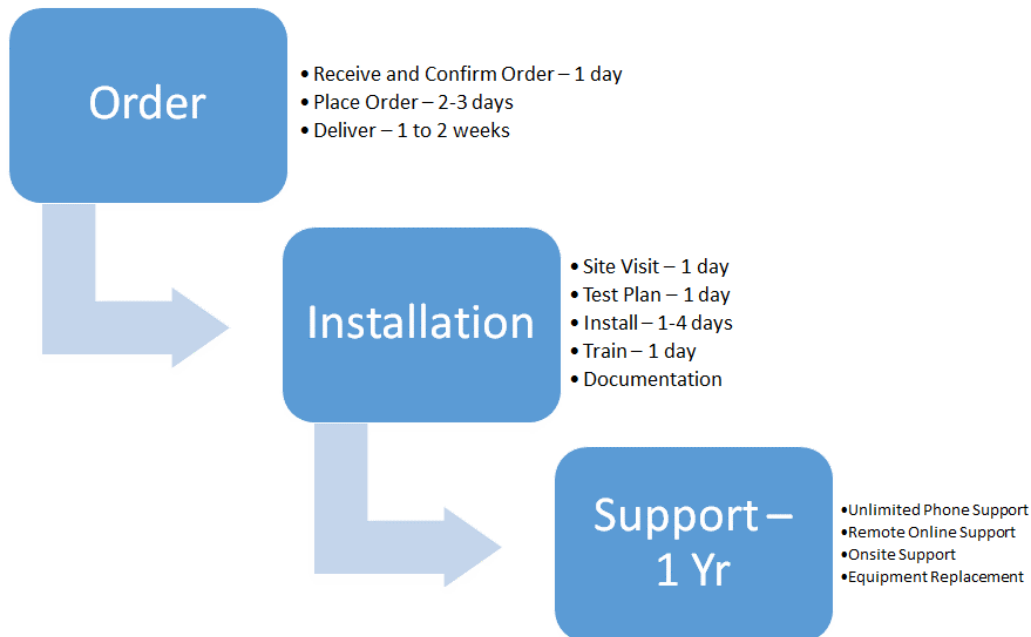 Order
• Receive and Confirm Order – 1 day
• Place Order – 2-3 days
• Deliver – 1 to 2 weeks
Installation
• Site Visit – 1 day
• Test Plan – 1 day
• Install – 1-4 days
• Train – 1 day
• Documentation
Support –
1 Yr
•Unlimited Phone Support
•Remote Online Support
•Onsite Support
•Equipment Replacement